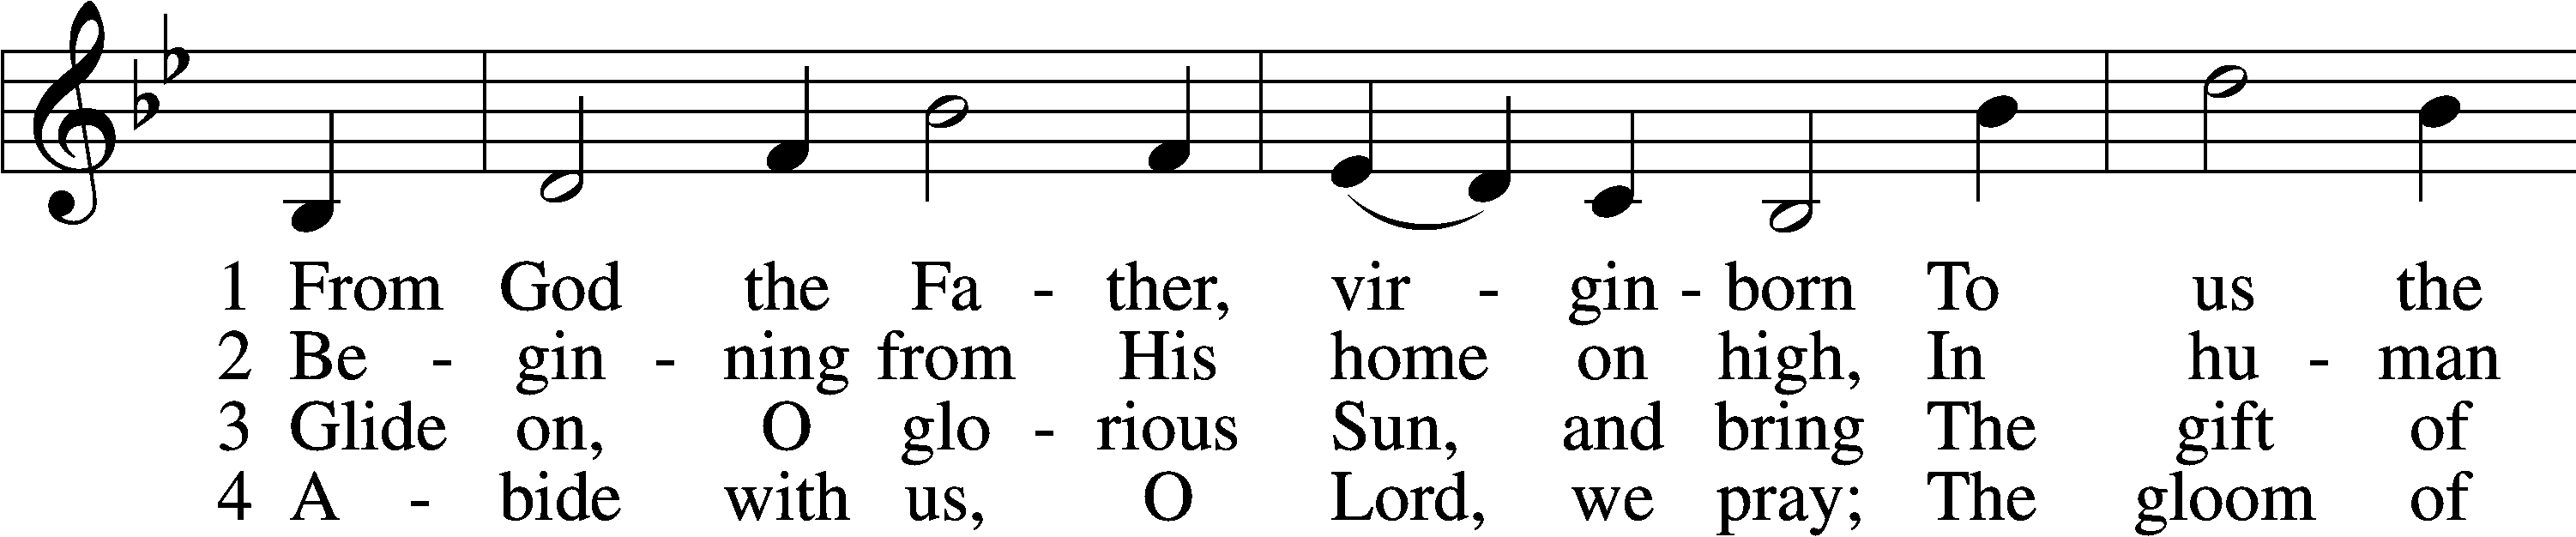 1 From God the Fa - ther, vir - gin - born To us the
2 Be - gin - ning from His home on high, In hu - man
3 Glide on, O glo - rious Sun, and bring The gift of
4 A - bide with us, O Lord, we pray; The gloom of